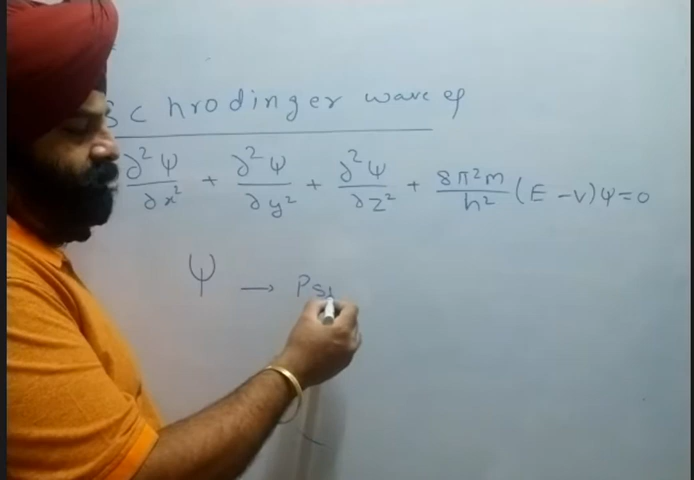 Schrodinger wave eq
∂²Ψ/∂x² + ∂²Ψ/∂y² + ∂²Ψ/∂z² + 8π²m/h² (E - V)Ψ = 0
Ψ → Psi